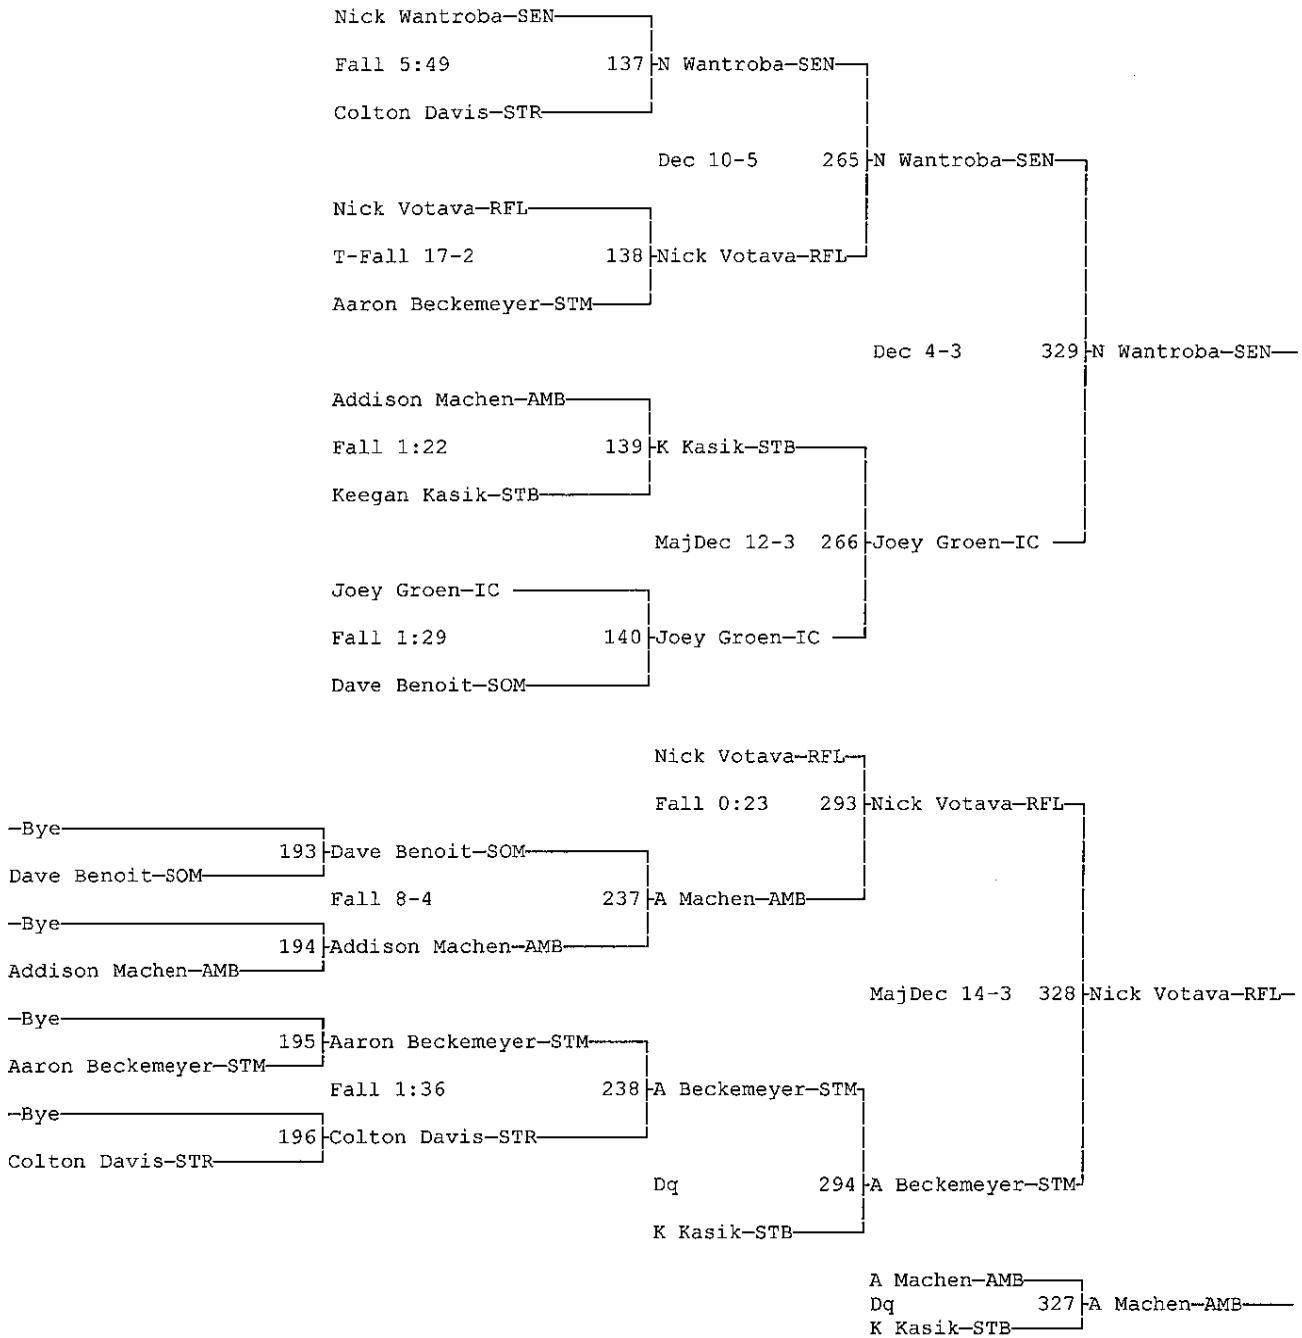 Nick Wantroba-SEN
Fall 5:49 137 N Wantroba-SEN
Colton Davis-STR
Dec 10-5 265 N Wantroba-SEN
Nick Votava-RFL
T-Fall 17-2 138 Nick Votava-RFL
Aaron Beckemeyer-STM
Dec 4-3 329 N Wantroba-SEN
Addison Machen-AMB
Fall 1:22 139 K Kasik-STB
Keegan Kasik-STB
MajDec 12-3 266 Joey Groen-IC
Joey Groen-IC
Fall 1:29 140 Joey Groen-IC
Dave Benoit-SOM
Nick Votava-RFL
Fall 0:23 293 Nick Votava-RFL
-Bye
193 Dave Benoit-SOM
Dave Benoit-SOM
Fall 8-4 237 A Machen-AMB
-Bye
194 Addison Machen-AMB
Addison Machen-AMB
MajDec 14-3 328 Nick Votava-RFL
-Bye
195 Aaron Beckemeyer-STM
Aaron Beckemeyer-STM
Fall 1:36 238 A Beckemeyer-STM
-Bye
196 Colton Davis-STR
Colton Davis-STR
Dq 294 A Beckemeyer-STM
K Kasik-STB
A Machen-AMB
Dq 327 A Machen-AMB
K Kasik-STB